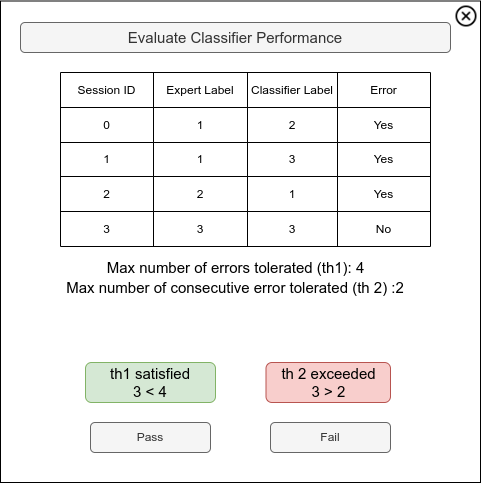 Evaluate Classifier Performance
Session ID Expert Label Classifier Label Error
0 1 2 Yes
1 1 3 Yes
2 2 1 Yes
3 3 3 No
Max number of errors tolerated (th1): 4
Max number of consecutive error tolerated (th 2) :2
th1 satisfied th 2 exceeded
3 < 4 3 > 2
Pass Fail